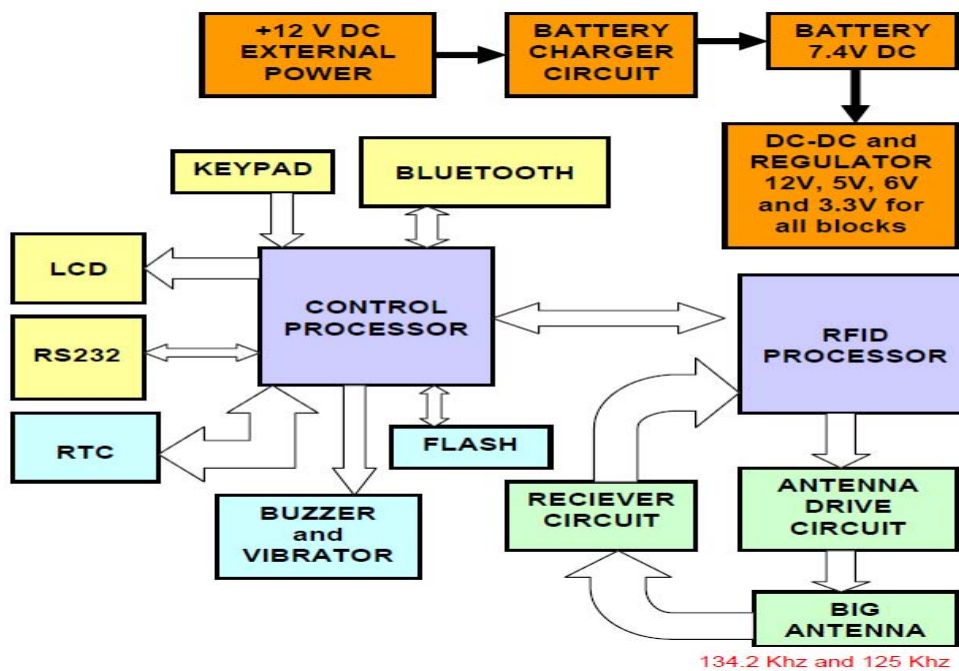 +12 V DC
EXTERNAL
POWER
BATTERY
CHARGER
CIRCUIT
BATTERY
7.4V DC
DC-DC and
REGULATOR
12V, 5V, 6V
and 3.3V for
all blocks
KEYPAD
BLUETOOTH
LCD
CONTROL
PROCESSOR
RS232
RFID
PROCESSOR
RTC
FLASH
BUZZER
and
VIBRATOR
RECIEVER
CIRCUIT
ANTENNA
DRIVE
CIRCUIT
BIG
ANTENNA
134.2 Khz and 125 Khz